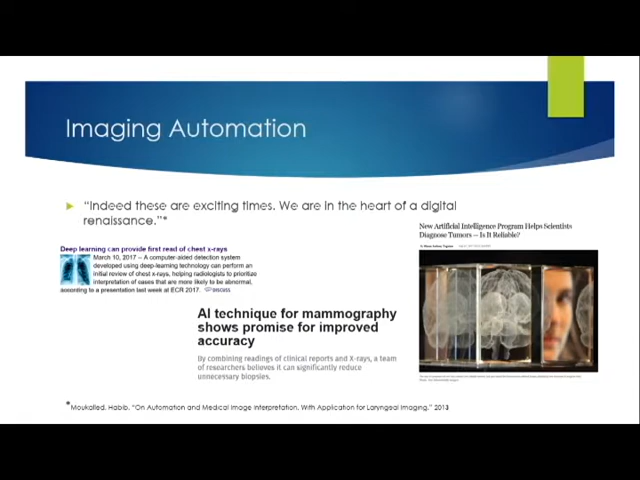 Imaging Automation
“Indeed these are exciting times. We are in the heart of a digital
renaissance.”*
New Artificial Intelligence Program Helps Scientists
Diagnose Tumors — Is It Reliable?
Deep learning can provide first read of chest x-rays
March 10, 2017 -- A computer-aided detection system
developed using deep-learning technology can perform an
initial review of chest x-rays, helping radiologists to prioritize
interpretation of cases that are more likely to be abnormal,
according to a presentation last week at ECR 2017.
AI technique for mammography
shows promise for improved
accuracy
By combining readings of clinical reports and X-rays, a team
of researchers believes it can significantly reduce
unnecessary biopsies.
*Moukalled, Habib. “On Automation and Medical Image Interpretation, With Application for Laryngeal Imaging.” 2013